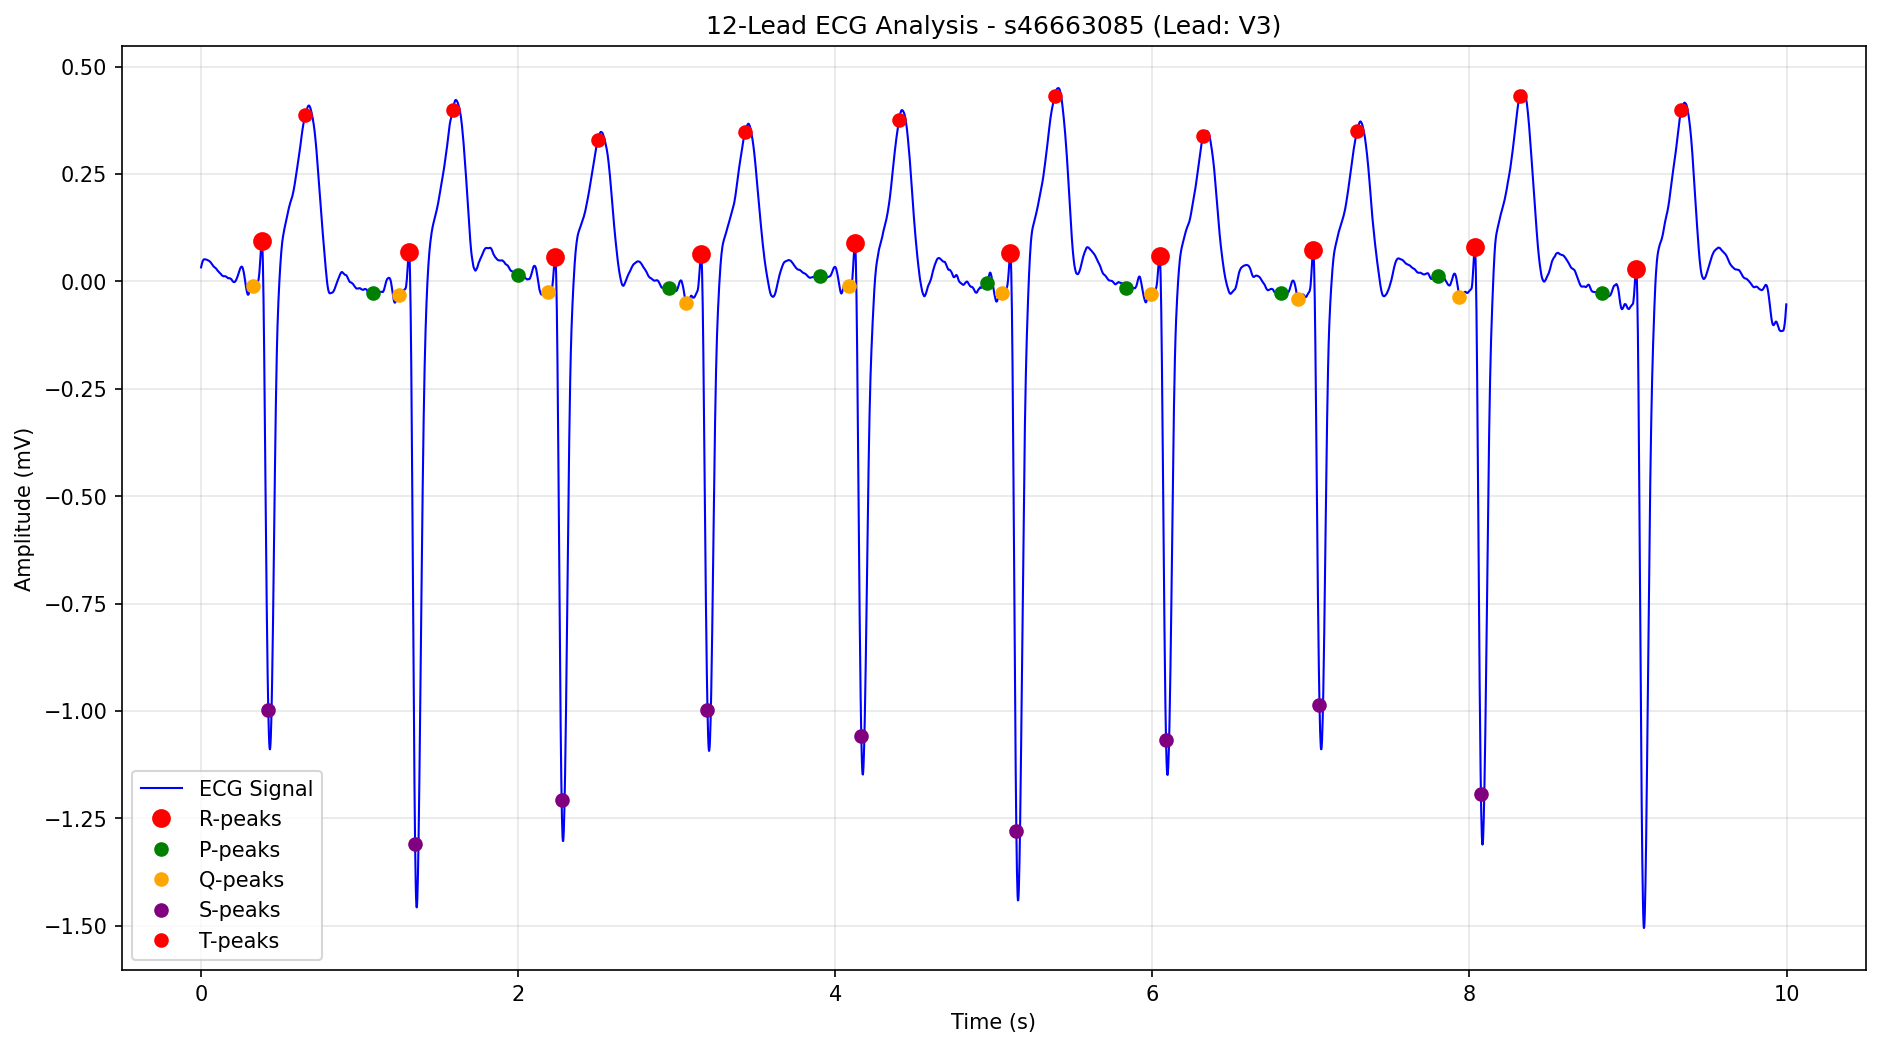 12-Lead ECG Analysis - s46663085 (Lead: V3)
0.50
0.25
0.00
−0.25
−0.50
−0.75
−1.00
−1.25
−1.50
Amplitude (mV)
ECG Signal
R-peaks
P-peaks
Q-peaks
S-peaks
T-peaks
0 2 4 6 8 10
Time (s)